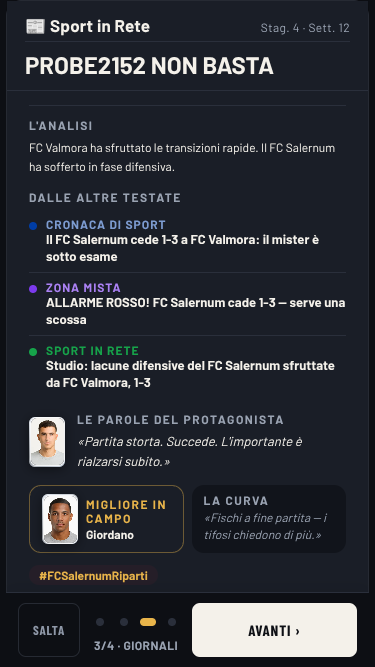 Sport in Rete
Stag. 4 · Sett. 12
PROBE2152 NON BASTA
L'ANALISI
FC Valmora ha sfruttato le transizioni rapide. Il FC Salernum
ha sofferto in fase difensiva.
DALLE ALTRE TESTATE
CRONACA DI SPORT
Il FC Salernum cede 1-3 a FC Valmora: il mister è
sotto esame
ZONA MISTA
ALLARME ROSSO! FC Salernum cade 1-3 — serve una
scossa
SPORT IN RETE
Studio: lacune difensive del FC Salernum sfruttate
da FC Valmora, 1-3
LE PAROLE DEL PROTAGONISTA
«Partita storta. Succede. L'importante è
rialzarsi subito.»
MIGLIORE IN
CAMPO
Giordano
LA CURVA
«Fischi a fine partita — i
tifosi chiedono di più.»
#FCSalernumRiparti
SALTA
3/4 · GIORNALI
AVANTI ›